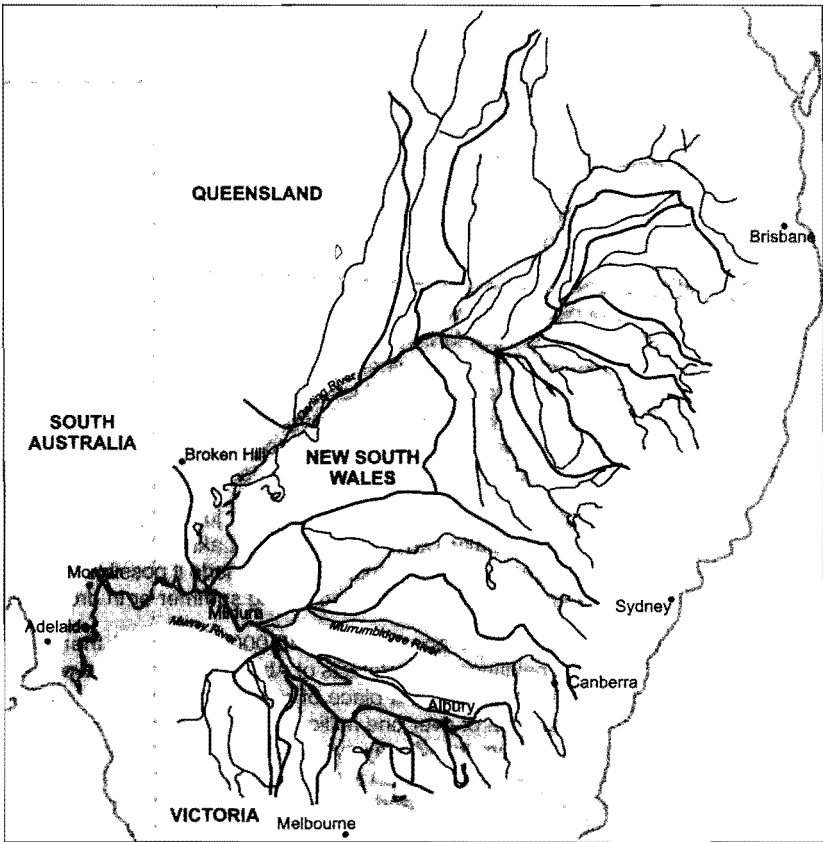 QUEENSLAND
Brisbane
Darling River
SOUTH
AUSTRALIA
Broken Hill
NEW SOUTH
WALES
Morgan
Mildura
Sydney
Adelaide
Murray River
Murrumbidgee River
Canberra
Albury
VICTORIA
Melbourne